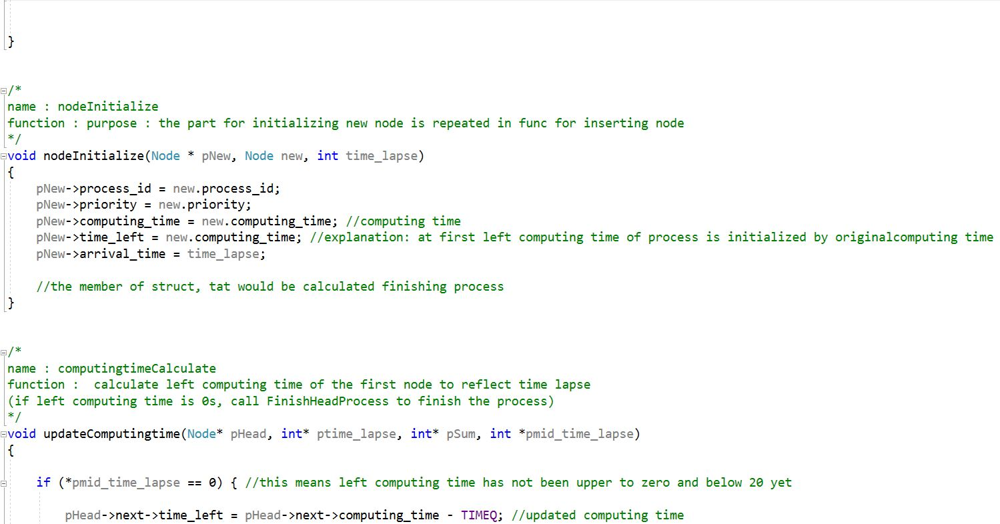 }
/*
name : nodeInitialize
function : purpose : the part for initializing new node is repeated in func for inserting node
*/
void nodeInitialize(Node * pNew, Node new, int time_lapse)
{
    pNew->process_id = new.process_id;
    pNew->priority = new.priority;
    pNew->computing_time = new.computing_time; //computing time
    pNew->time_left = new.computing_time; //explanation: at first left computing time of process is initialized by originalcomputing time
    pNew->arrival_time = time_lapse;
    //the member of struct, tat would be calculated finishing process
}
/*
name : computingtimeCalculate
function :  calculate left computing time of the first node to reflect time lapse
(if left computing time is 0s, call FinishHeadProcess to finish the process)
*/
void updateComputingtime(Node* pHead, int* ptime_lapse, int* pSum, int *pmid_time_lapse)
{
    if (*pmid_time_lapse == 0) { //this means left computing time has not been upper to zero and below 20 yet
        pHead->next->time_left = pHead->next->computing_time - TIMEQ; //updated computing time